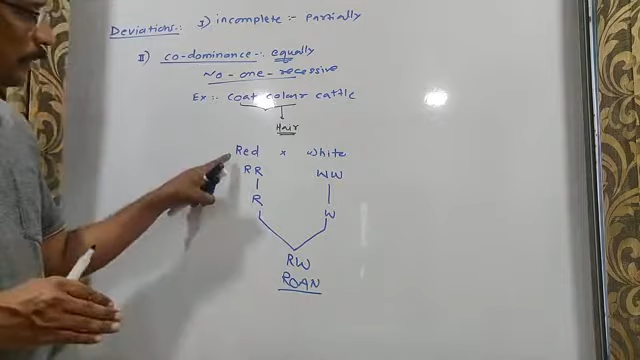 Deviations:- I) incomplete :- Partially
II) co-dominance :- equally
No-one-recessive
Ex:- Coat colour cattle
Hair
Red x White
RR WW
R W
RW
ROAN